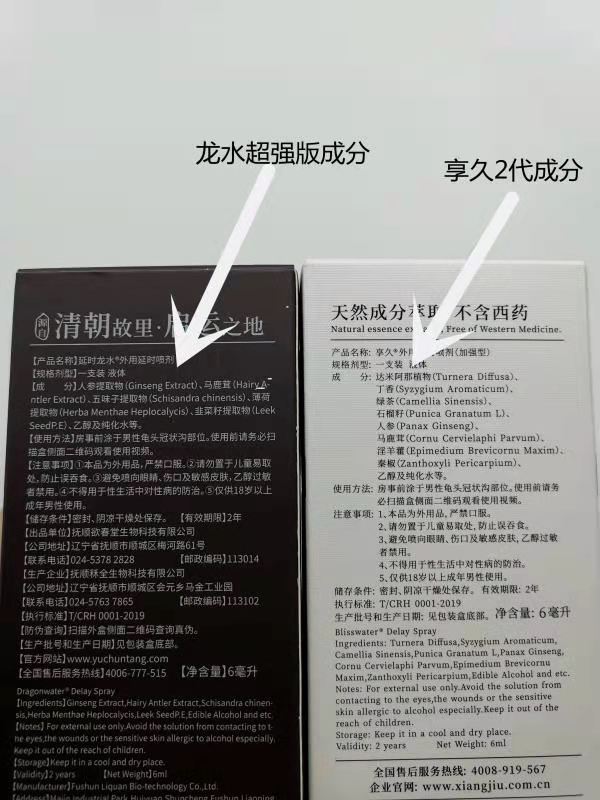 龙水超强版成分
享久2代成分
源自
清朝故里·启运之地
【产品名称】延时龙水®外用延时喷剂
【规格剂型】一支装 液体
【成 分】人参提取物(Ginseng Extract)、马鹿茸(Hairy A-
ntler Extract)、五味子提取物(Schisandra chinensis)、薄荷
提取物(Herba Menthae Heplocalycis)、韭菜籽提取物(Leek
SeedP.E)、乙醇及纯化水等。
【使用方法】房事前涂于男性龟头冠状沟部位。使用前请务必扫
描盒侧面二维码观看使用视频。
【注意事项】①本品为外用品,严禁口服。②请勿置于儿童易取
处,防止误吞食。③避免喷向眼睛、伤口及敏感皮肤,乙醇过敏
者禁用。④不得用于性生活中对性病的防治。⑤仅供18岁以上
成年男性使用。
【储存条件】密封、阴凉干燥处保存。 【有效期限】2年
【出品单位】抚顺欲春堂生物科技有限公司
【公司地址】辽宁省抚顺市顺城区梅河路61号
【联系电话】024-5378 2828 【邮政编码】113014
【生产企业】抚顺秝全生物科技有限公司
【公司地址】辽宁省抚顺市顺城区会元乡马金工业园
【联系电话】024-5763 7865 【邮政编码】113102
【执行标准】T/CRH 0001-2019
【防伪查询】扫描外盒侧面二维码查询真伪。
【生产批号和生产日期】见包装盒底部。
【官方网站】www.yuchuntang.com
【全国售后服务热线】4006-777-515 【净含量】6毫升
Dragonwater® Delay Spray
【Ingredients】Ginseng Extract,Hairy Antler Extract,Schisandra chinen-
sis,Herba Menthae Heplocalycis,Leek SeedP.E,Edible Alcohol and etc.
【Notes】 For external use only.Avoid the solution from contacting to t-
he eyes,the wounds or the sensitive skin allergic to alcohol especially.
Keep it out of the reach of children.
【Storage】Keep it in a cool and dry place.
【Validity】2 years 【Net Weight】6ml
【Manufacturer】Fushun Liquan Bio-technology Co.,Ltd.
【Address】Majin Industrial Park,Huiyuan,Shuncheng,Fushun,Liaoning
天然成分萃取 不含西药
Natural essence Free of Western Medicine.
产品名称: 享久®外用 喷剂(加强型)
规格剂型: 一支装 液体
成 分: 达米阿那植物(Turnera Diffusa)、
丁香(Syzygium Aromaticum)、
绿茶(Camellia Sinensis)、
石榴籽(Punica Granatum L)、
人参(Panax Ginseng)、
马鹿茸(Cornu Cervielaphi Parvum)、
淫羊藿(Epimedium Brevicornu Maxim)、
秦椒(Zanthoxyli Pericarpium)、
乙醇及纯化水等。
使用方法: 房事前涂于男性龟头冠状沟部位。使用前请务
必扫描盒侧面二维码观看使用视频。
注意事项: 1、本品为外用品,严禁口服。
2、请勿置于儿童易取处,防止误吞食。
3、避免喷向眼睛、伤口及敏感皮肤,乙醇过敏
者禁用。
4、不得用于性生活中对性病的防治。
5、仅供18岁以上成年男性使用。
储存条件: 密封、阴凉干燥处保存。有效期限: 2年
执行标准: T/CRH 0001-2019
生产批号和生产日期: 见包装盒底部。 净含量: 6毫升
Blisswater® Delay Spray
Ingredients: Turnera Diffusa,Syzygium Aromaticum,
Camellia Sinensis,Punica Granatum L,Panax Ginseng,
Cornu Cervielaphi Parvum,Epimedium Brevicornu
Maxim,Zanthoxyli Pericarpium,Edible Alcohol and etc.
Notes: For external use only.Avoid the solution from
contacting to the eyes,the wounds or the sensitive
skin allergic to alcohol especially.Keep it out of the
reach of children.
Storage: Keep it in a cool and dry place.
Validity: 2 years Net Weight: 6ml
全国售后服务热线: 4008-919-567
企业官网: www.xiangjiu.com.cn